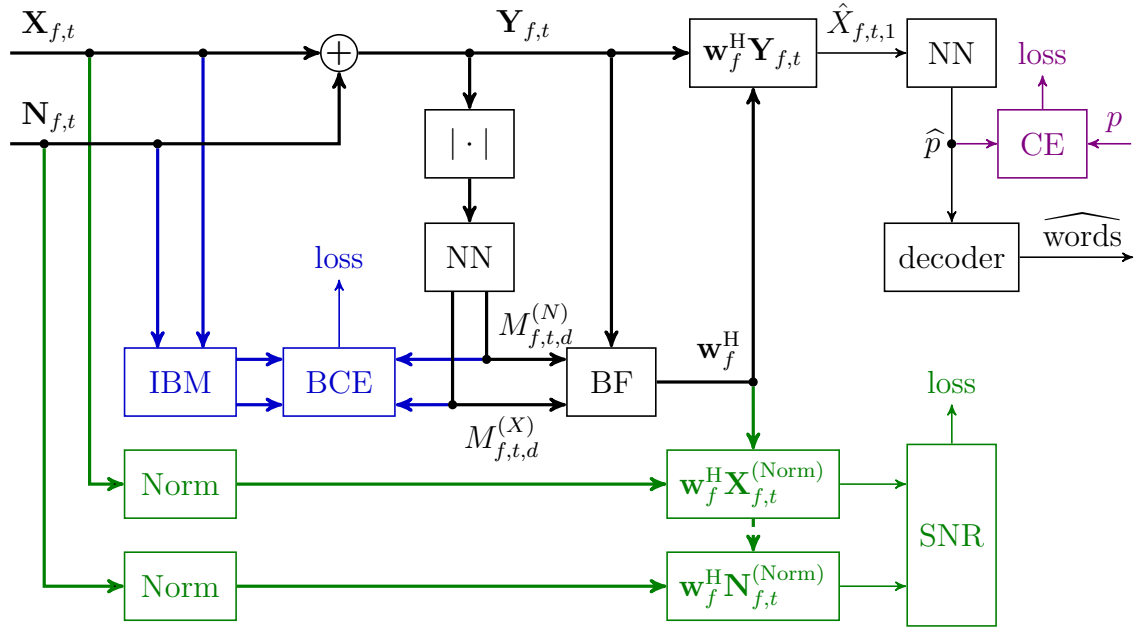 𝐗_{f,t}
𝐘_{f,t}
𝐰_f^H 𝐘_{f,t}
X̂_{f,t,1}
NN
loss
+
𝐍_{f,t}
| · |
p̂
CE
p
NN
decoder
\widehat{words}
loss
M_{f,t,d}^{(N)}
𝐰_f^H
IBM
BCE
BF
loss
M_{f,t,d}^{(X)}
Norm
𝐰_f^H 𝐗_{f,t}^{(Norm)}
SNR
Norm
𝐰_f^H 𝐍_{f,t}^{(Norm)}